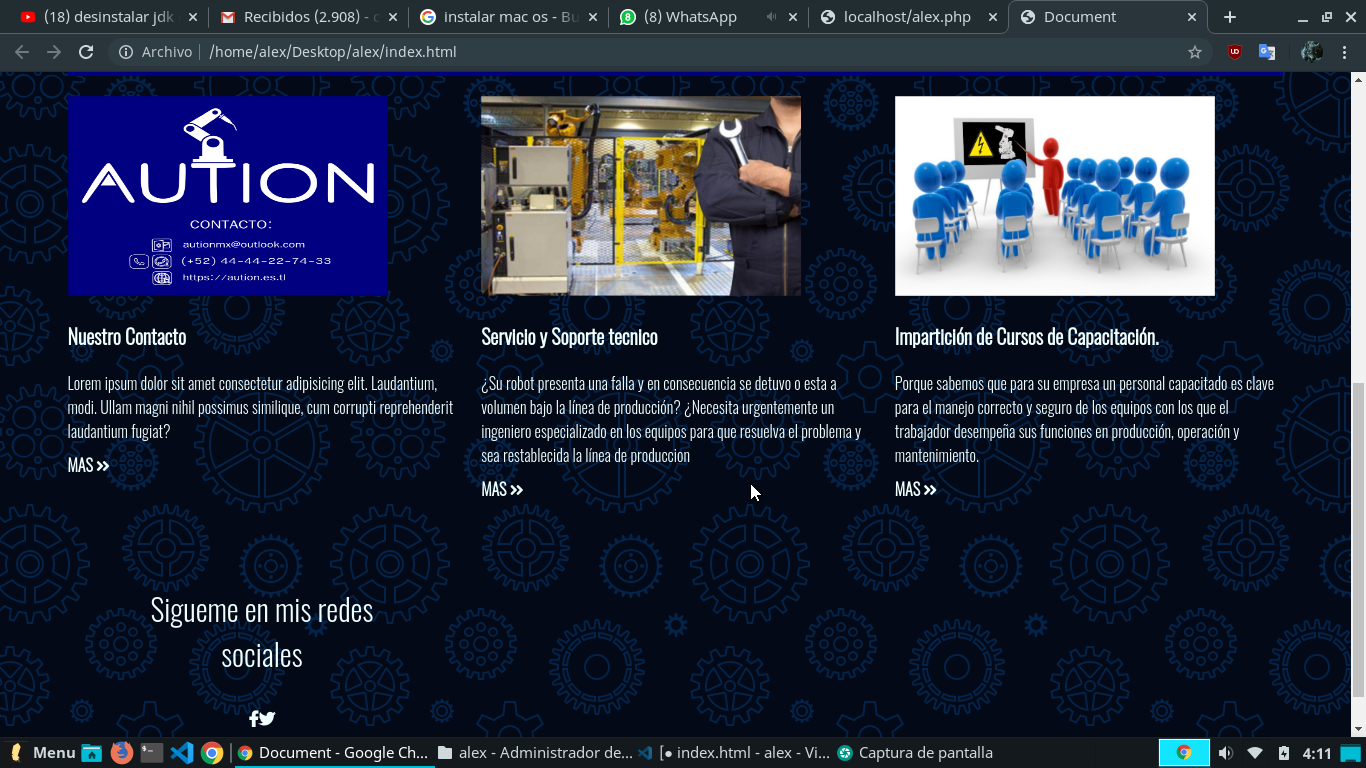 (18) desinstalar jdk
Recibidos (2.908) - c
instalar mac os - Bu
(8) WhatsApp
localhost/alex.php
Document
Archivo
/home/alex/Desktop/alex/index.html
AUTION
CONTACTO:
autionmx@outlook.com
(+52) 44-44-22-74-33
https://aution.es.tl
Nuestro Contacto
Lorem ipsum dolor sit amet consectetur adipisicing elit. Laudantium,
modi. Ullam magni nihil possimus similique, cum corrupti reprehenderit
laudantium fugiat?
MAS
Servicio y Soporte tecnico
¿Su robot presenta una falla y en consecuencia se detuvo o esta a
volumen bajo la línea de producción? ¿Necesita urgentemente un
ingeniero especializado en los equipos para que resuelva el problema y
sea restablecida la línea de produccion
MAS
Impartición de Cursos de Capacitación.
Porque sabemos que para su empresa un personal capacitado es clave
para el manejo correcto y seguro de los equipos con los que el
trabajador desempeña sus funciones en producción, operación y
mantenimiento.
MAS
Sigueme en mis redes
sociales
Menu
Document - Google Ch...
alex - Administrador de...
[● index.html - alex - Vi...
Captura de pantalla
4:11